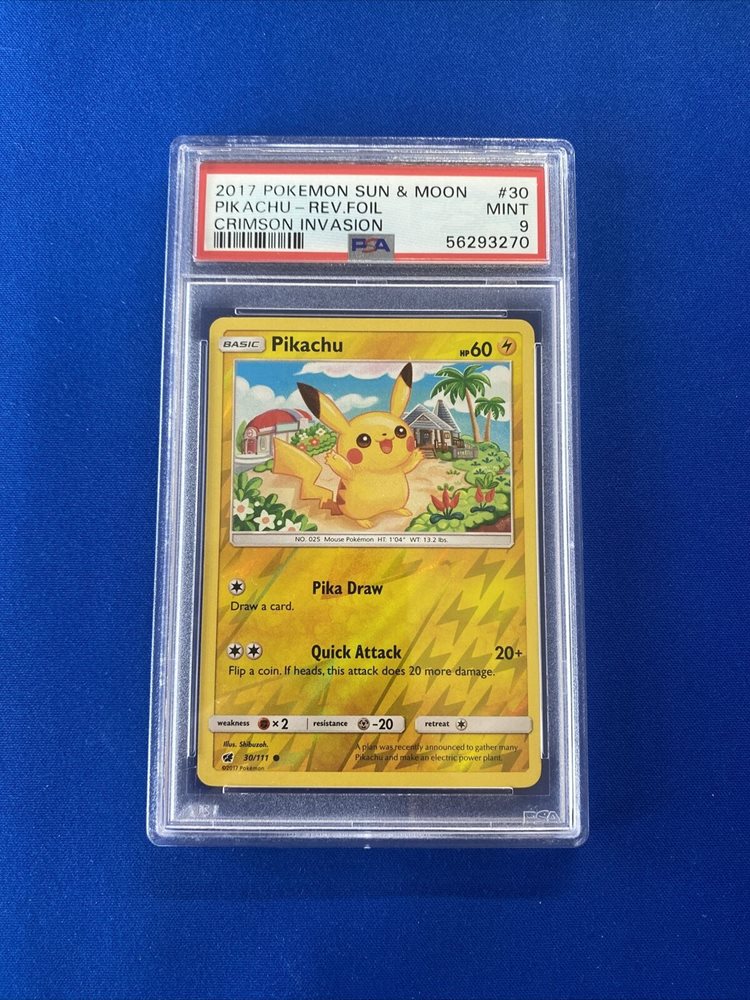 2017 POKEMON SUN & MOON #30
PIKACHU - REV.FOIL MINT
CRIMSON INVASION 9
PSA 56293270
BASIC Pikachu HP60
NO. 025 Mouse Pokémon HT: 1'04" WT: 13.2 lbs.
Pika Draw
Draw a card.
Quick Attack 20+
Flip a coin. If heads, this attack does 20 more damage.
weakness ×2 resistance -20 retreat
Illus. Shibuzoh.
30/111
©2017 Pokémon
A plan was recently announced to gather many
Pikachu and make an electric power plant.
PSA